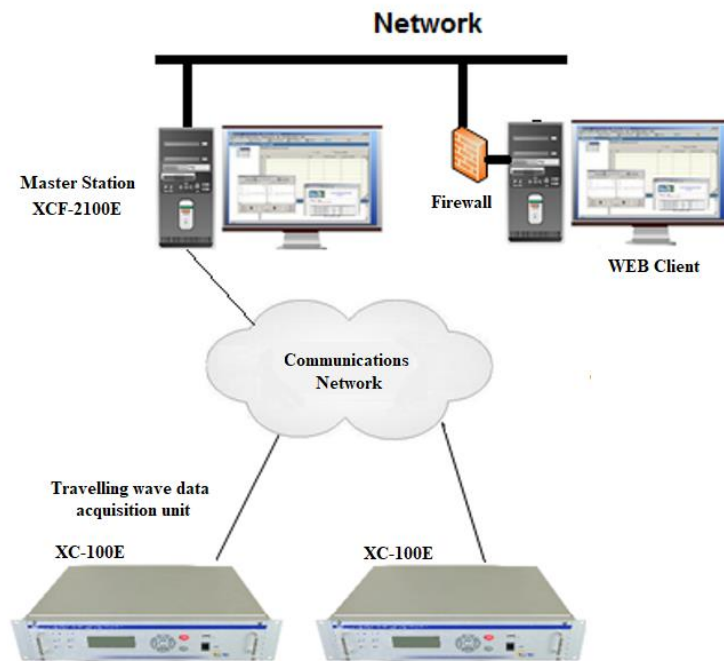 Network
Master Station
XCF-2100E
Firewall
WEB Client
Communications
Network
Travelling wave data
acquisition unit
XC-100E
XC-100E